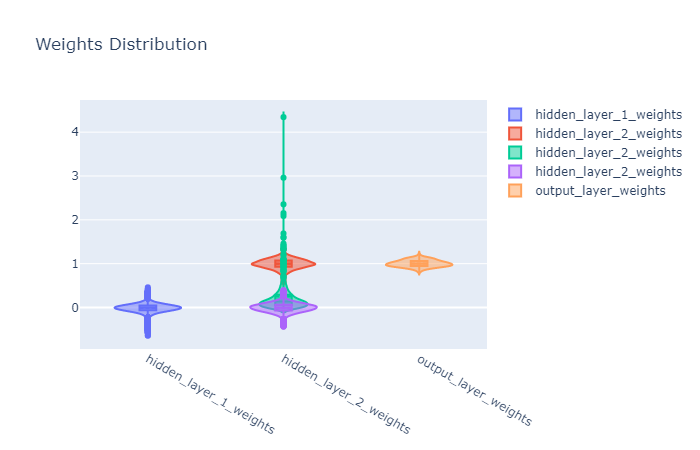 Weights Distribution
4
3
2
1
0
hidden_layer_1_weights
hidden_layer_2_weights
output_layer_weights
hidden_layer_1_weights
hidden_layer_2_weights
hidden_layer_2_weights
hidden_layer_2_weights
output_layer_weights